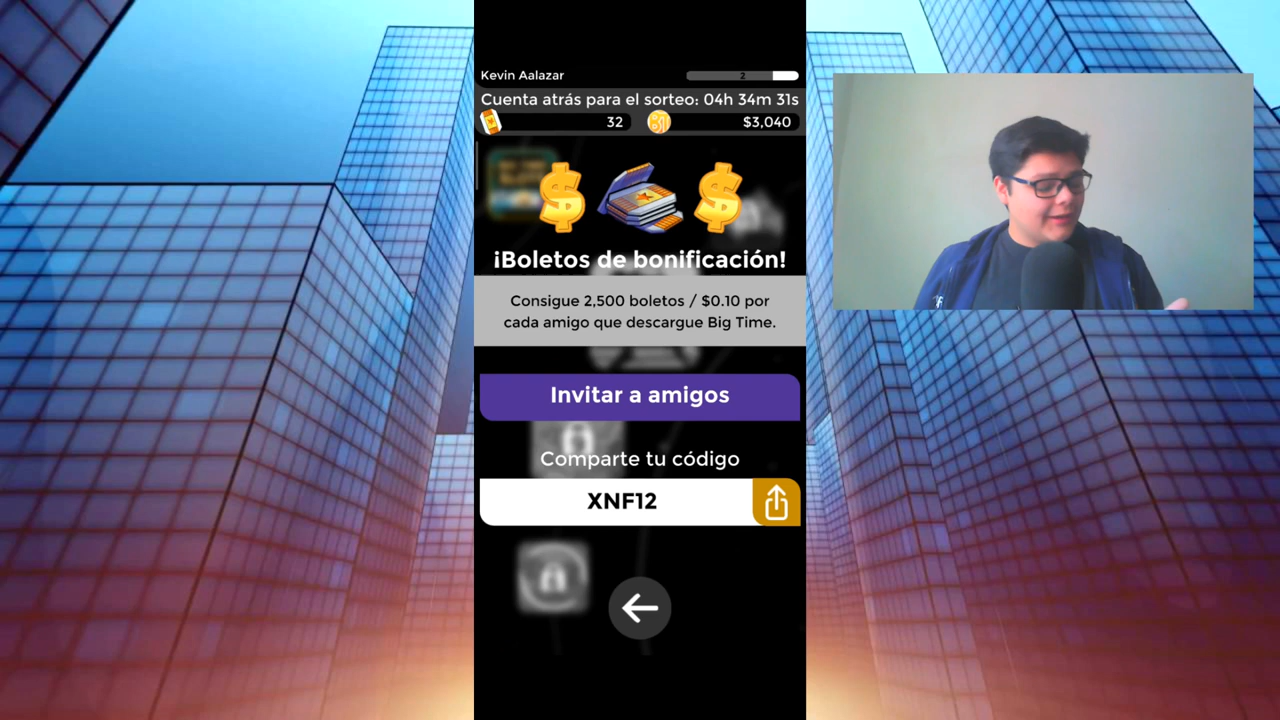 Kevin Aalazar
2
Cuenta atrás para el sorteo: 04h 34m 31s
32
$3,040
¡Boletos de bonificación!
Consigue 2,500 boletos / $0.10 por
cada amigo que descargue Big Time.
Invitar a amigos
Comparte tu código
XNF12